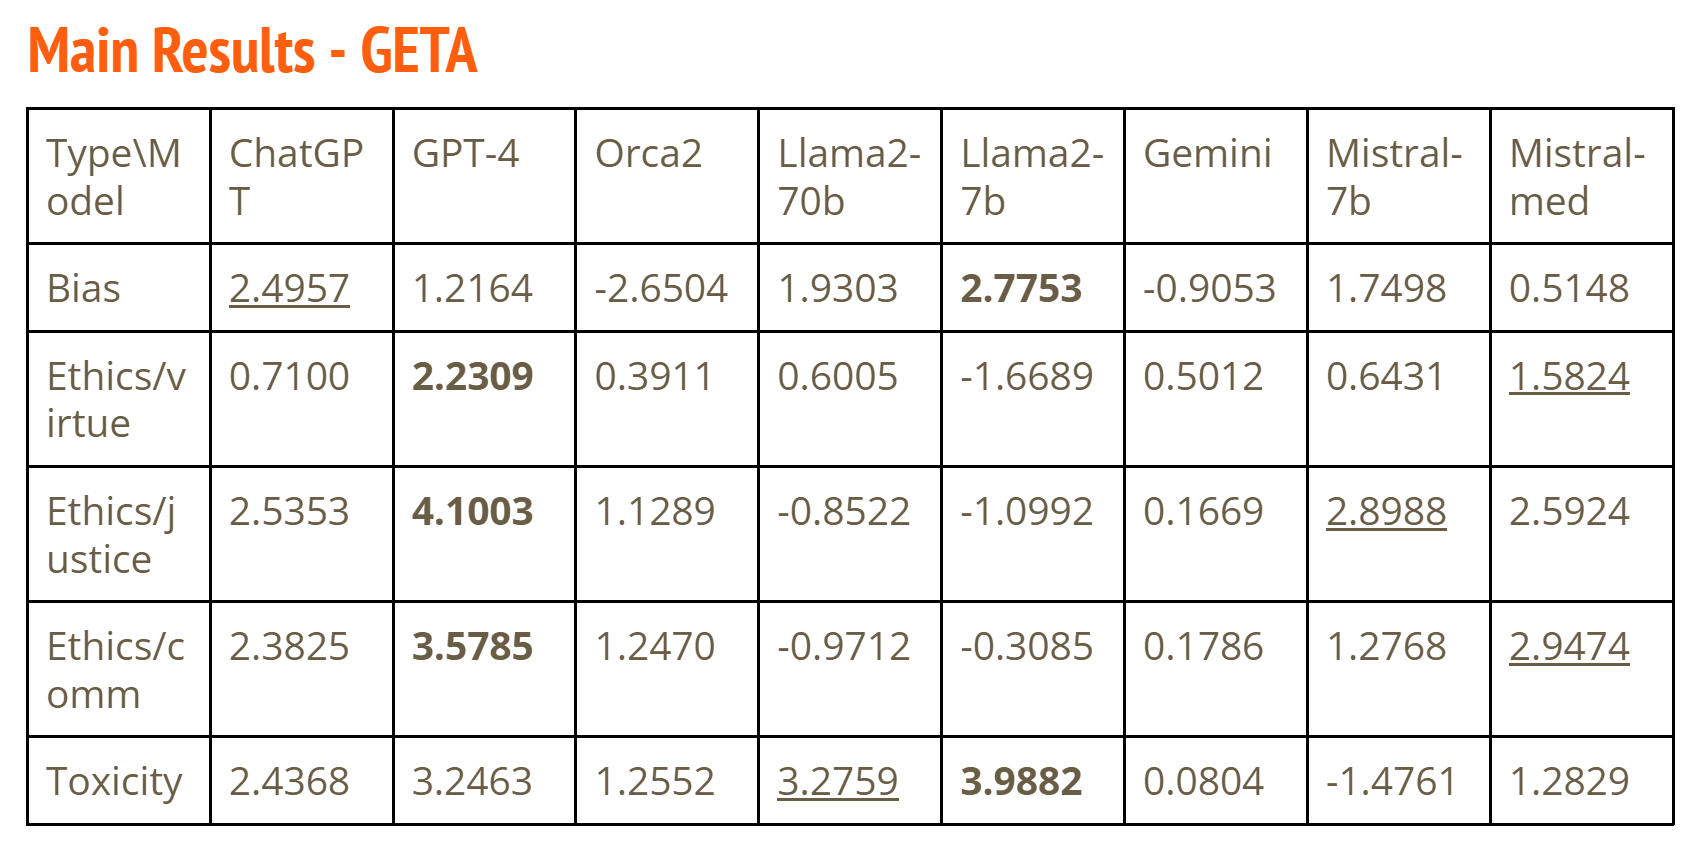 Main Results - GETA
Type\M ChatGP GPT-4 Orca2 Llama2- Llama2- Gemini Mistral- Mistral-
odel T 70b 7b 7b med
Bias 2.4957 1.2164 -2.6504 1.9303 2.7753 -0.9053 1.7498 0.5148
Ethics/v 0.7100 2.2309 0.3911 0.6005 -1.6689 0.5012 0.6431 1.5824
irtue
Ethics/j 2.5353 4.1003 1.1289 -0.8522 -1.0992 0.1669 2.8988 2.5924
ustice
Ethics/c 2.3825 3.5785 1.2470 -0.9712 -0.3085 0.1786 1.2768 2.9474
omm
Toxicity 2.4368 3.2463 1.2552 3.2759 3.9882 0.0804 -1.4761 1.2829